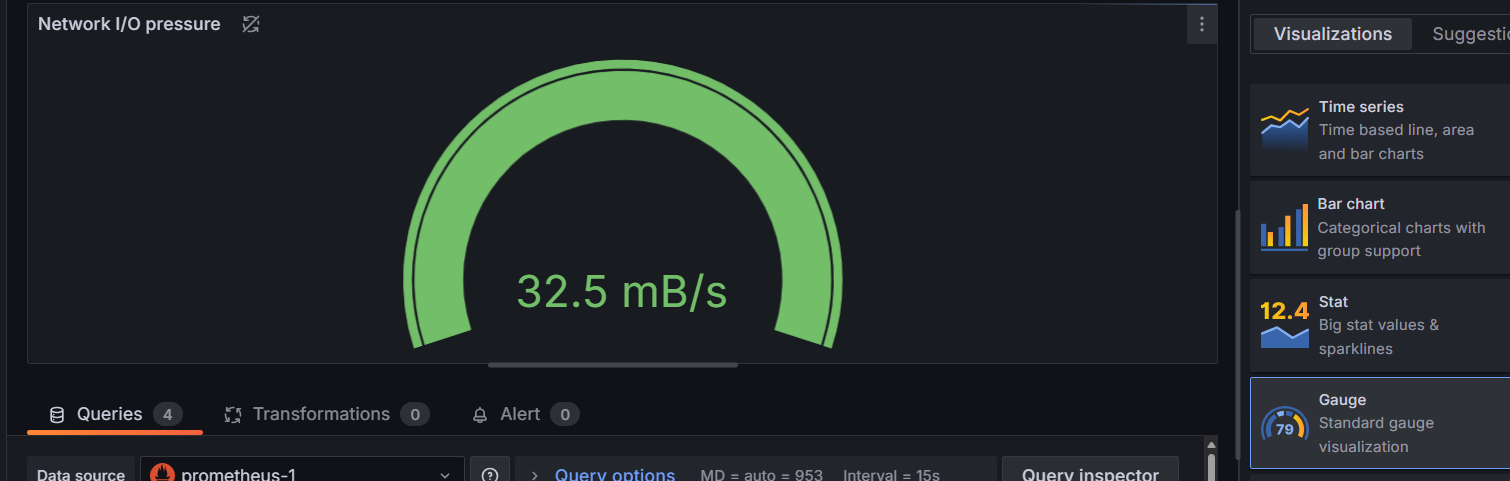 Network I/O pressure
32.5 mB/s
Queries 4 Transformations 0 Alert 0
Data source prometheus-1 Query options MD = auto = 953 Interval = 15s Query inspector
Visualizations Suggestio
Time series
Time based line, area
and bar charts
Bar chart
Categorical charts with
group support
12.4
Stat
Big stat values &
sparklines
79
Gauge
Standard gauge
visualization